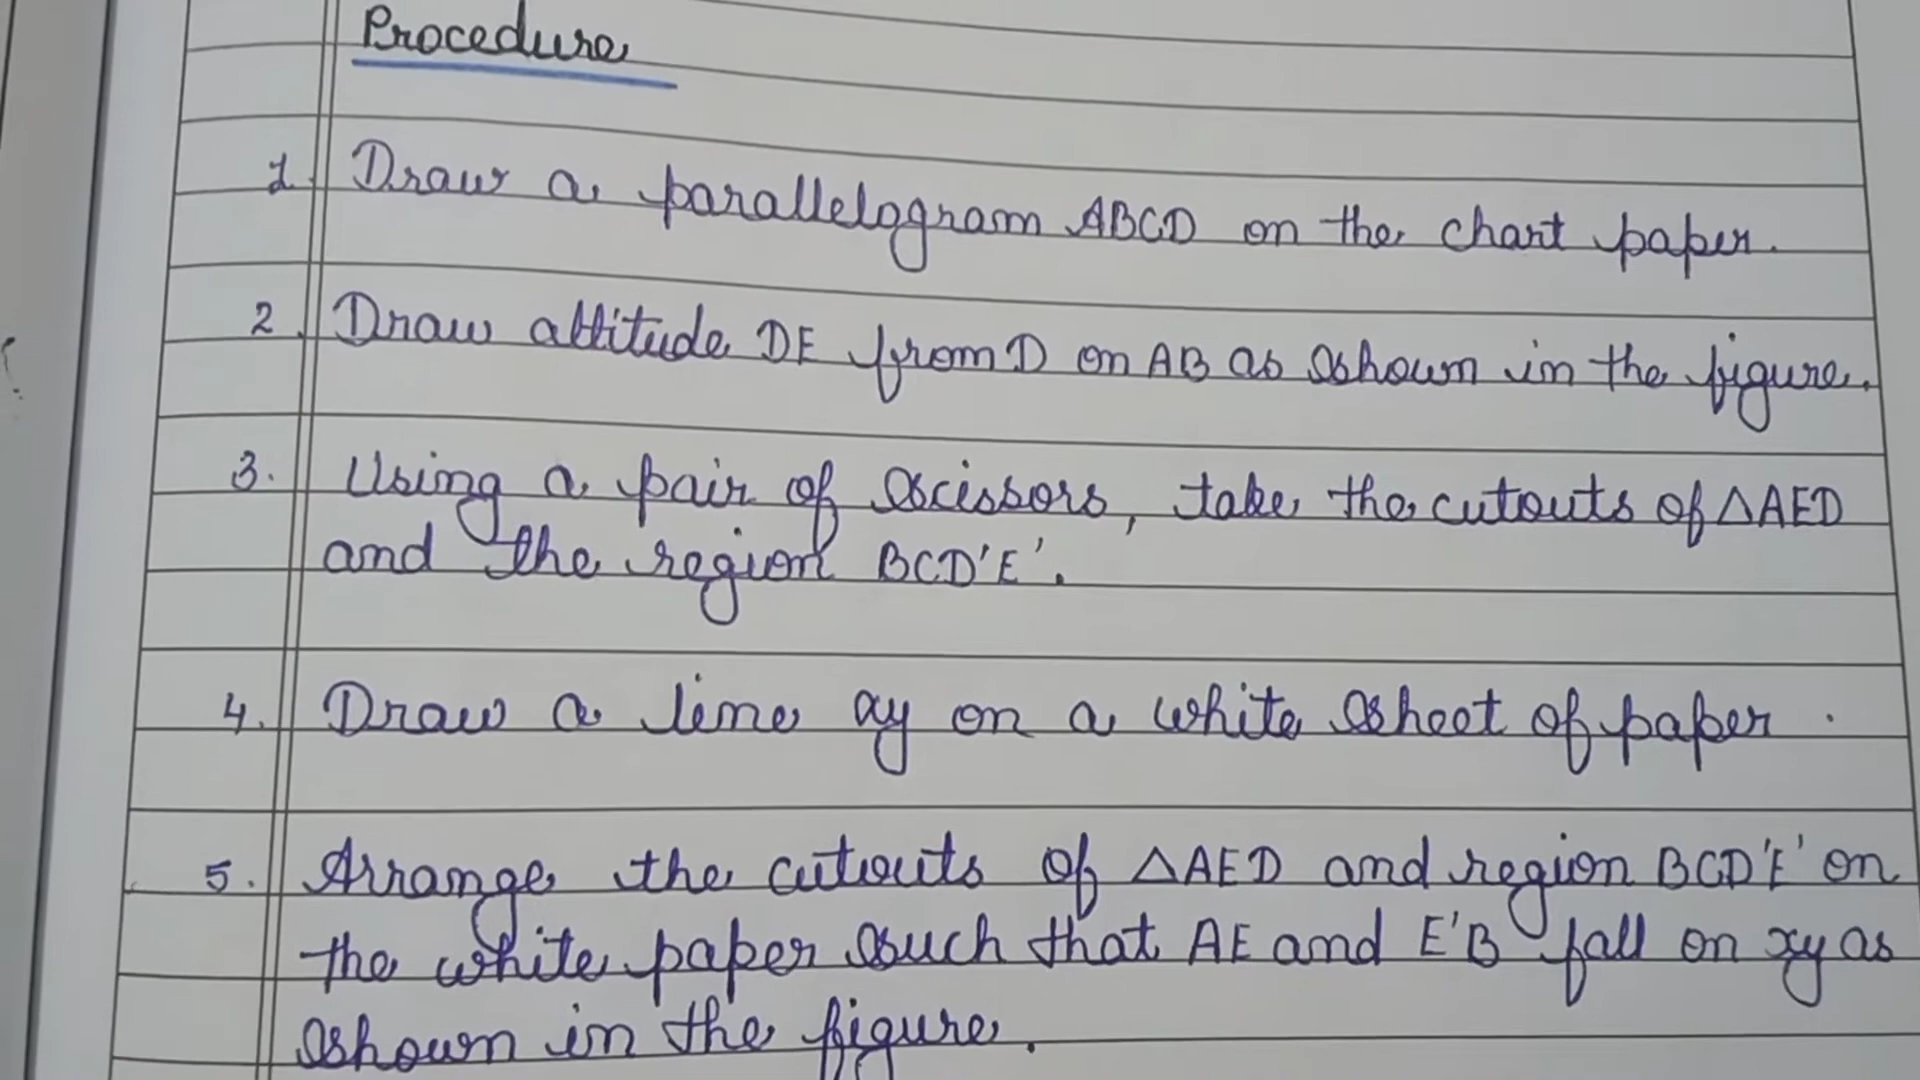 Procedure
1. Draw a parallelogram ABCD on the chart paper.
2. Draw altitude DE from D on AB as shown in the figure.
3. Using a pair of scissors, take the cutouts of △AED
and the region BCD'E'.
4. Draw a line xy on a white sheet of paper.
5. Arrange the cutouts of △AED and region BCD'E' on
the white paper such that AE and E'B fall on xy as
shown in the figure.